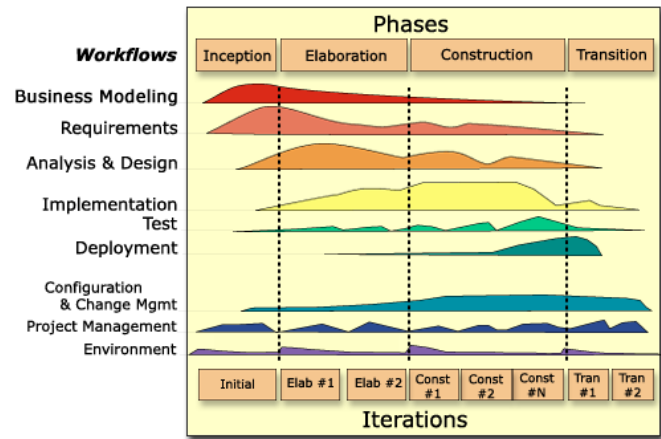 Phases
Workflows
Inception
Elaboration
Construction
Transition
Business Modeling
Requirements
Analysis & Design
Implementation
Test
Deployment
Configuration
& Change Mgmt
Project Management
Environment
Initial
Elab #1
Elab #2
Const
#1
Const
#2
Const
#N
Tran
#1
Tran
#2
Iterations